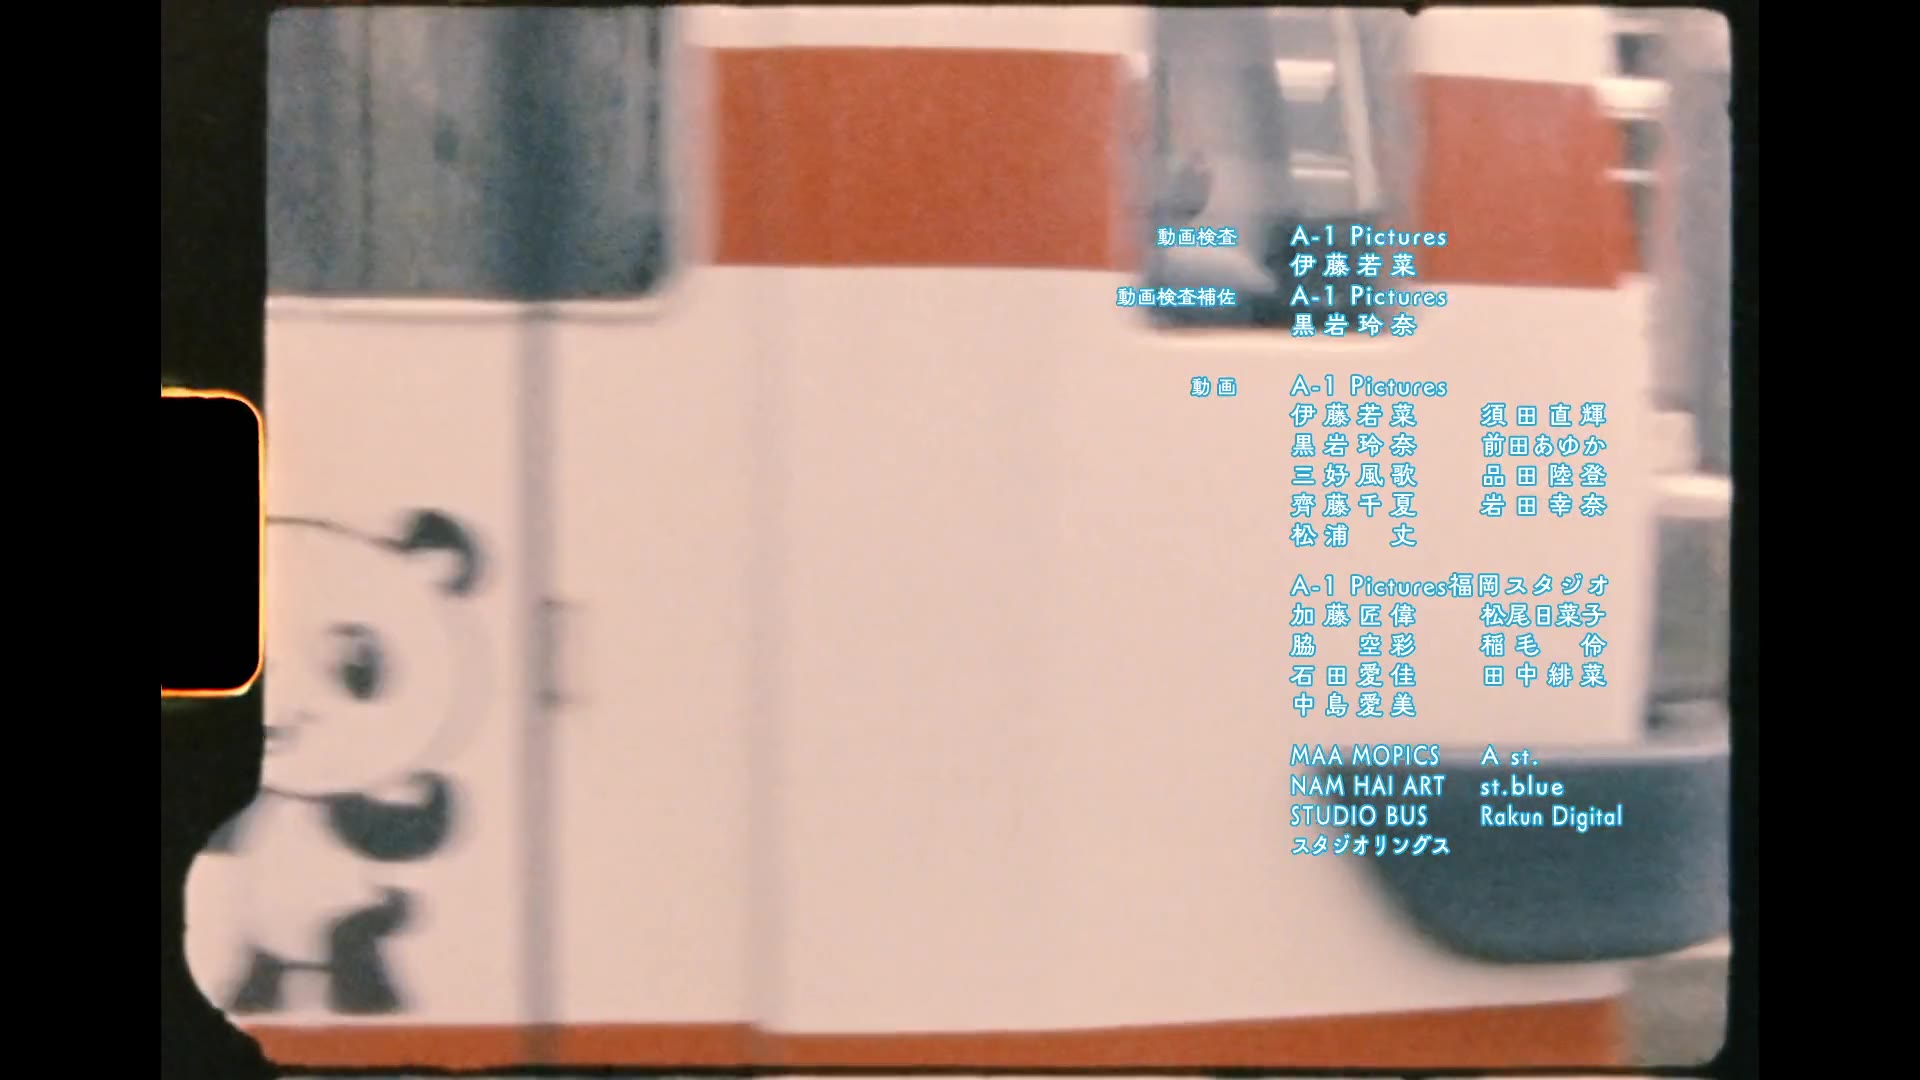 動画検査 A-1 Pictures
伊藤若菜
動画検査補佐 A-1 Pictures
黒岩玲奈
動画 A-1 Pictures
伊藤若菜 須田直輝
黒岩玲奈 前田あゆか
三好風歌 品田陸登
齊藤千夏 岩田幸奈
松浦 丈
A-1 Pictures福岡スタジオ
加藤匠偉 松尾日菜子
脇 空彩 稲毛 伶
石田愛佳 田中緋菜
中島愛美
MAA MOPICS A st.
NAM HAI ART st.blue
STUDIO BUS Rakun Digital
スタジオリングス